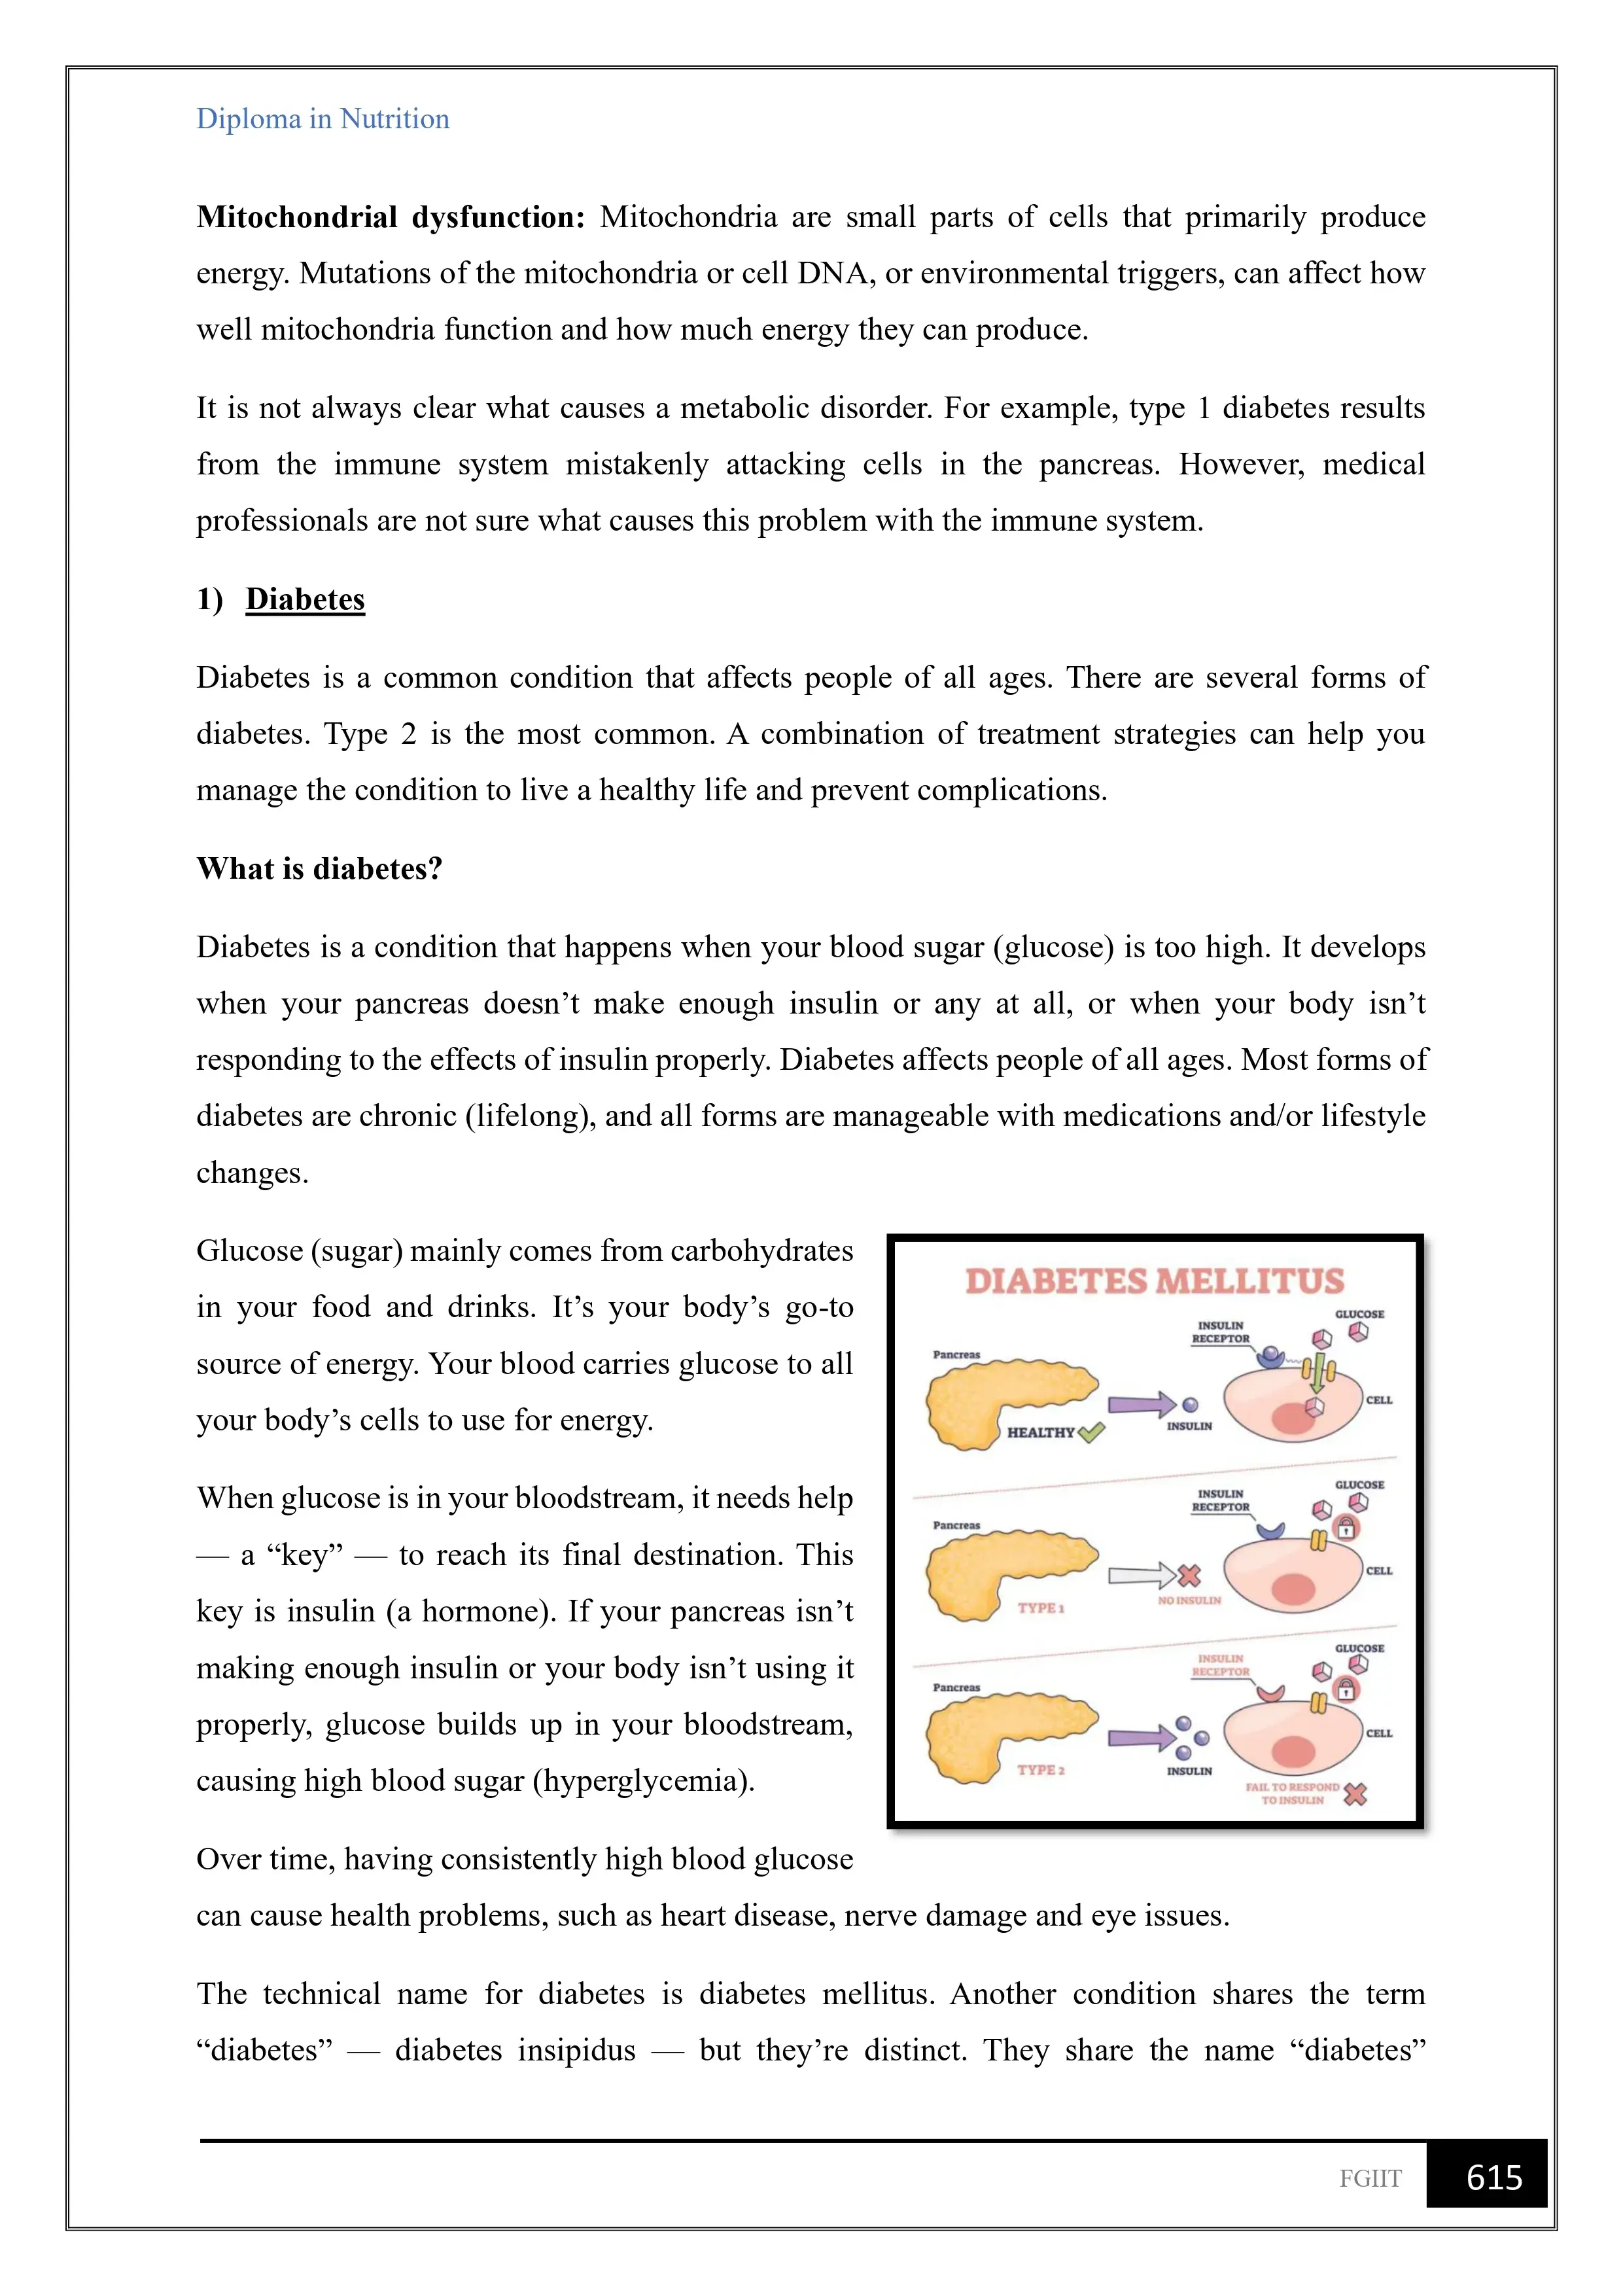 Diploma in Nutrition
Mitochondrial dysfunction: Mitochondria are small parts of cells that primarily produce
energy. Mutations of the mitochondria or cell DNA, or environmental triggers, can affect how
well mitochondria function and how much energy they can produce.
It is not always clear what causes a metabolic disorder. For example, type 1 diabetes results
from the immune system mistakenly attacking cells in the pancreas. However, medical
professionals are not sure what causes this problem with the immune system.
1) Diabetes
Diabetes is a common condition that affects people of all ages. There are several forms of
diabetes. Type 2 is the most common. A combination of treatment strategies can help you
manage the condition to live a healthy life and prevent complications.
What is diabetes?
Diabetes is a condition that happens when your blood sugar (glucose) is too high. It develops
when your pancreas doesn’t make enough insulin or any at all, or when your body isn’t
responding to the effects of insulin properly. Diabetes affects people of all ages. Most forms of
diabetes are chronic (lifelong), and all forms are manageable with medications and/or lifestyle
changes.
Glucose (sugar) mainly comes from carbohydrates
in your food and drinks. It’s your body’s go-to
source of energy. Your blood carries glucose to all
your body’s cells to use for energy.
When glucose is in your bloodstream, it needs help
— a “key” — to reach its final destination. This
key is insulin (a hormone). If your pancreas isn’t
making enough insulin or your body isn’t using it
properly, glucose builds up in your bloodstream,
causing high blood sugar (hyperglycemia).
DIABETES MELLITUS
GLUCOSE
INSULIN
RECEPTOR
Pancreas
CELL
INSULIN
HEALTHY
GLUCOSE
INSULIN
RECEPTOR
Pancreas
CELL
NO INSULIN
TYPE 1
GLUCOSE
INSULIN
RECEPTOR
Pancreas
CELL
TYPE 2
INSULIN
FAIL TO RESPOND
TO INSULIN
Over time, having consistently high blood glucose
can cause health problems, such as heart disease, nerve damage and eye issues.
The technical name for diabetes is diabetes mellitus. Another condition shares the term
“diabetes” — diabetes insipidus — but they’re distinct. They share the name “diabetes”
FGIIT 615